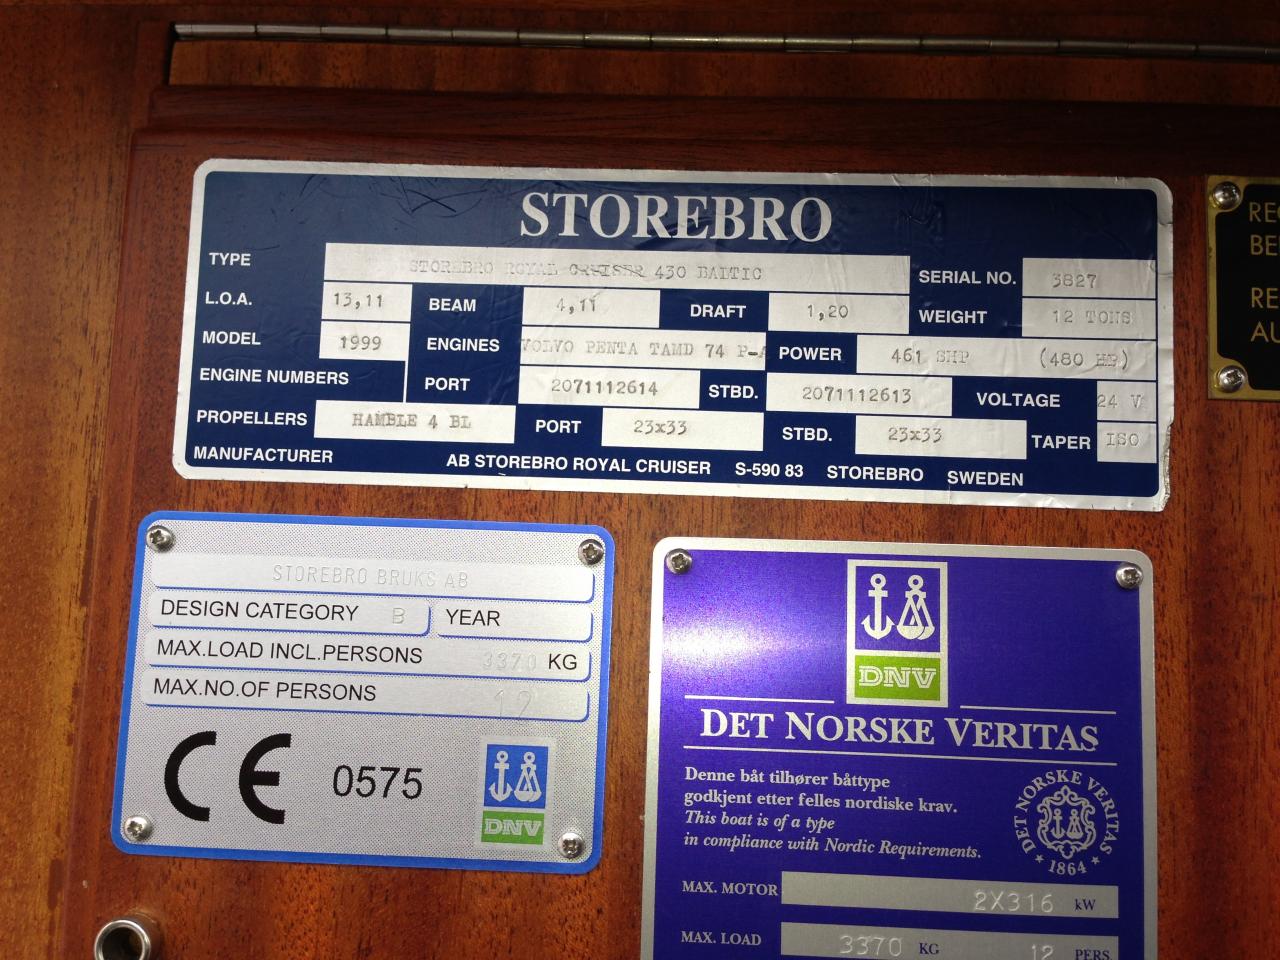 STOREBRO
TYPE STOREBRO ROYAL CRUISER 430 BALTIC SERIAL NO. 3827
L.O.A. 13,11 BEAM 4,11 DRAFT 1,20 WEIGHT 12 TONS
MODEL 1999 ENGINES VOLVO PENTA TAMD 74 P-A POWER 461 SHP (480 HP)
ENGINE NUMBERS PORT 2071112614 STBD. 2071112613 VOLTAGE 24 V
PROPELLERS HAMBLE 4 BL PORT 23x33 STBD. 23x33 TAPER ISO
MANUFACTURER AB STOREBRO ROYAL CRUISER S-590 83 STOREBRO SWEDEN
STOREBRO BRUKS AB
DESIGN CATEGORY B YEAR
MAX.LOAD INCL.PERSONS 3370 KG
MAX.NO.OF PERSONS 12
CE 0575
DNV
DNV
DET NORSKE VERITAS
Denne båt tilhører båttype
godkjent etter felles nordiske krav.
This boat is of a type
in compliance with Nordic Requirements.
DET NORSKE VERITAS
1864
MAX. MOTOR 2X316 kW
MAX. LOAD 3370 KG 12 PERS.